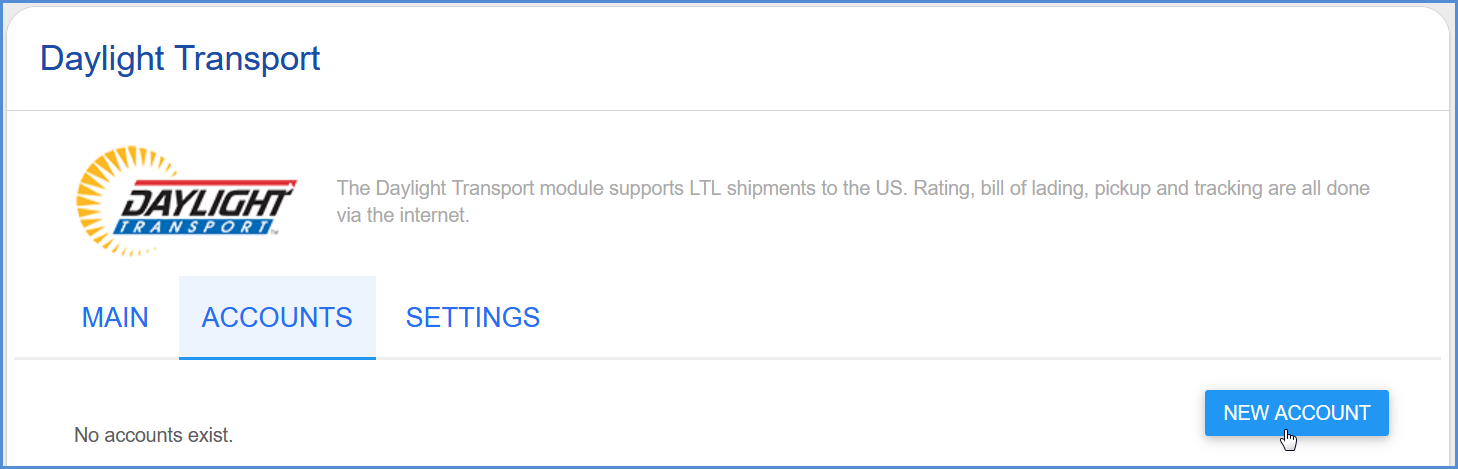 Daylight Transport
DAYLIGHT
TRANSPORT™
The Daylight Transport module supports LTL shipments to the US. Rating, bill of lading, pickup and tracking are all done
via the internet.
MAIN ACCOUNTS SETTINGS
NEW ACCOUNT
No accounts exist.